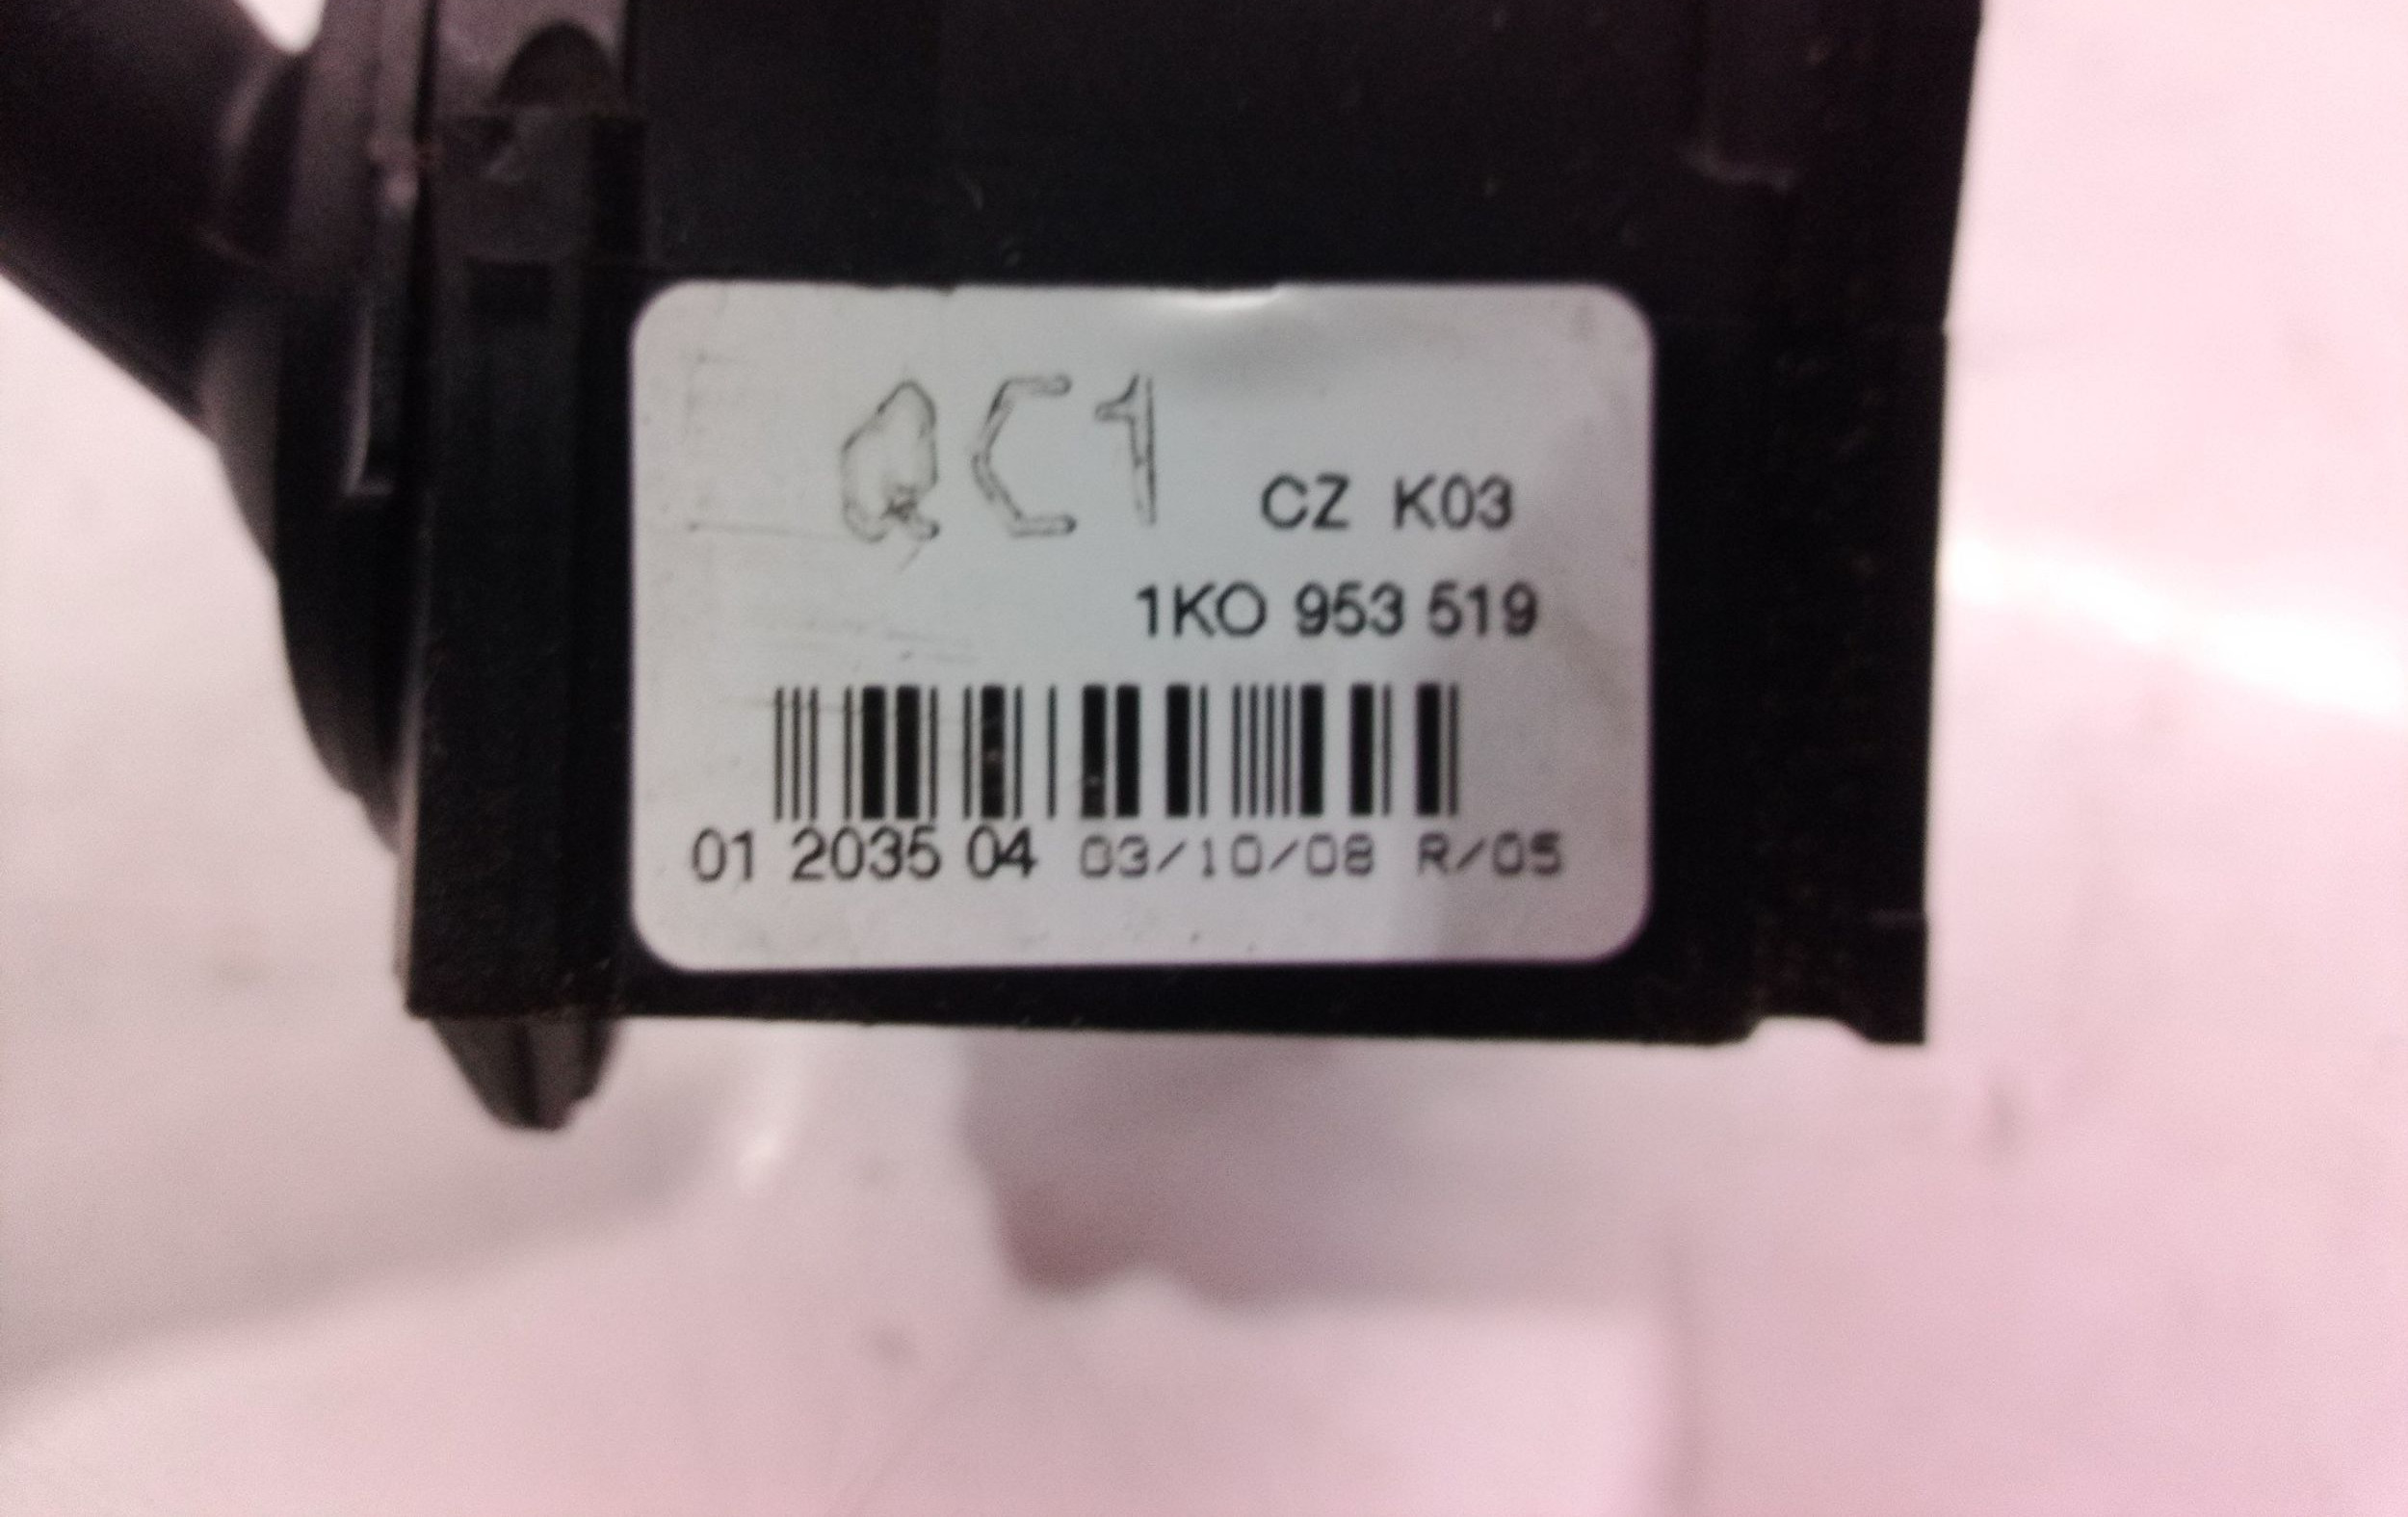 QC1
CZ K03
1KO 953 519
01 2035 04 03/10/08 R/05